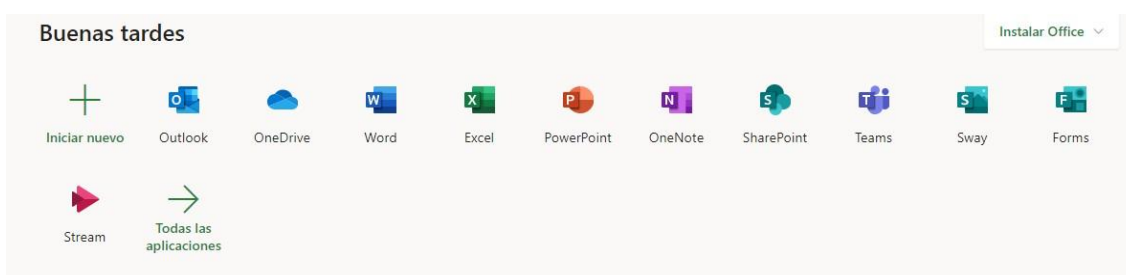 Buenas tardes
Instalar Office
Iniciar nuevo
Outlook
OneDrive
Word
Excel
PowerPoint
OneNote
SharePoint
Teams
Sway
Forms
Stream
Todas las
aplicaciones